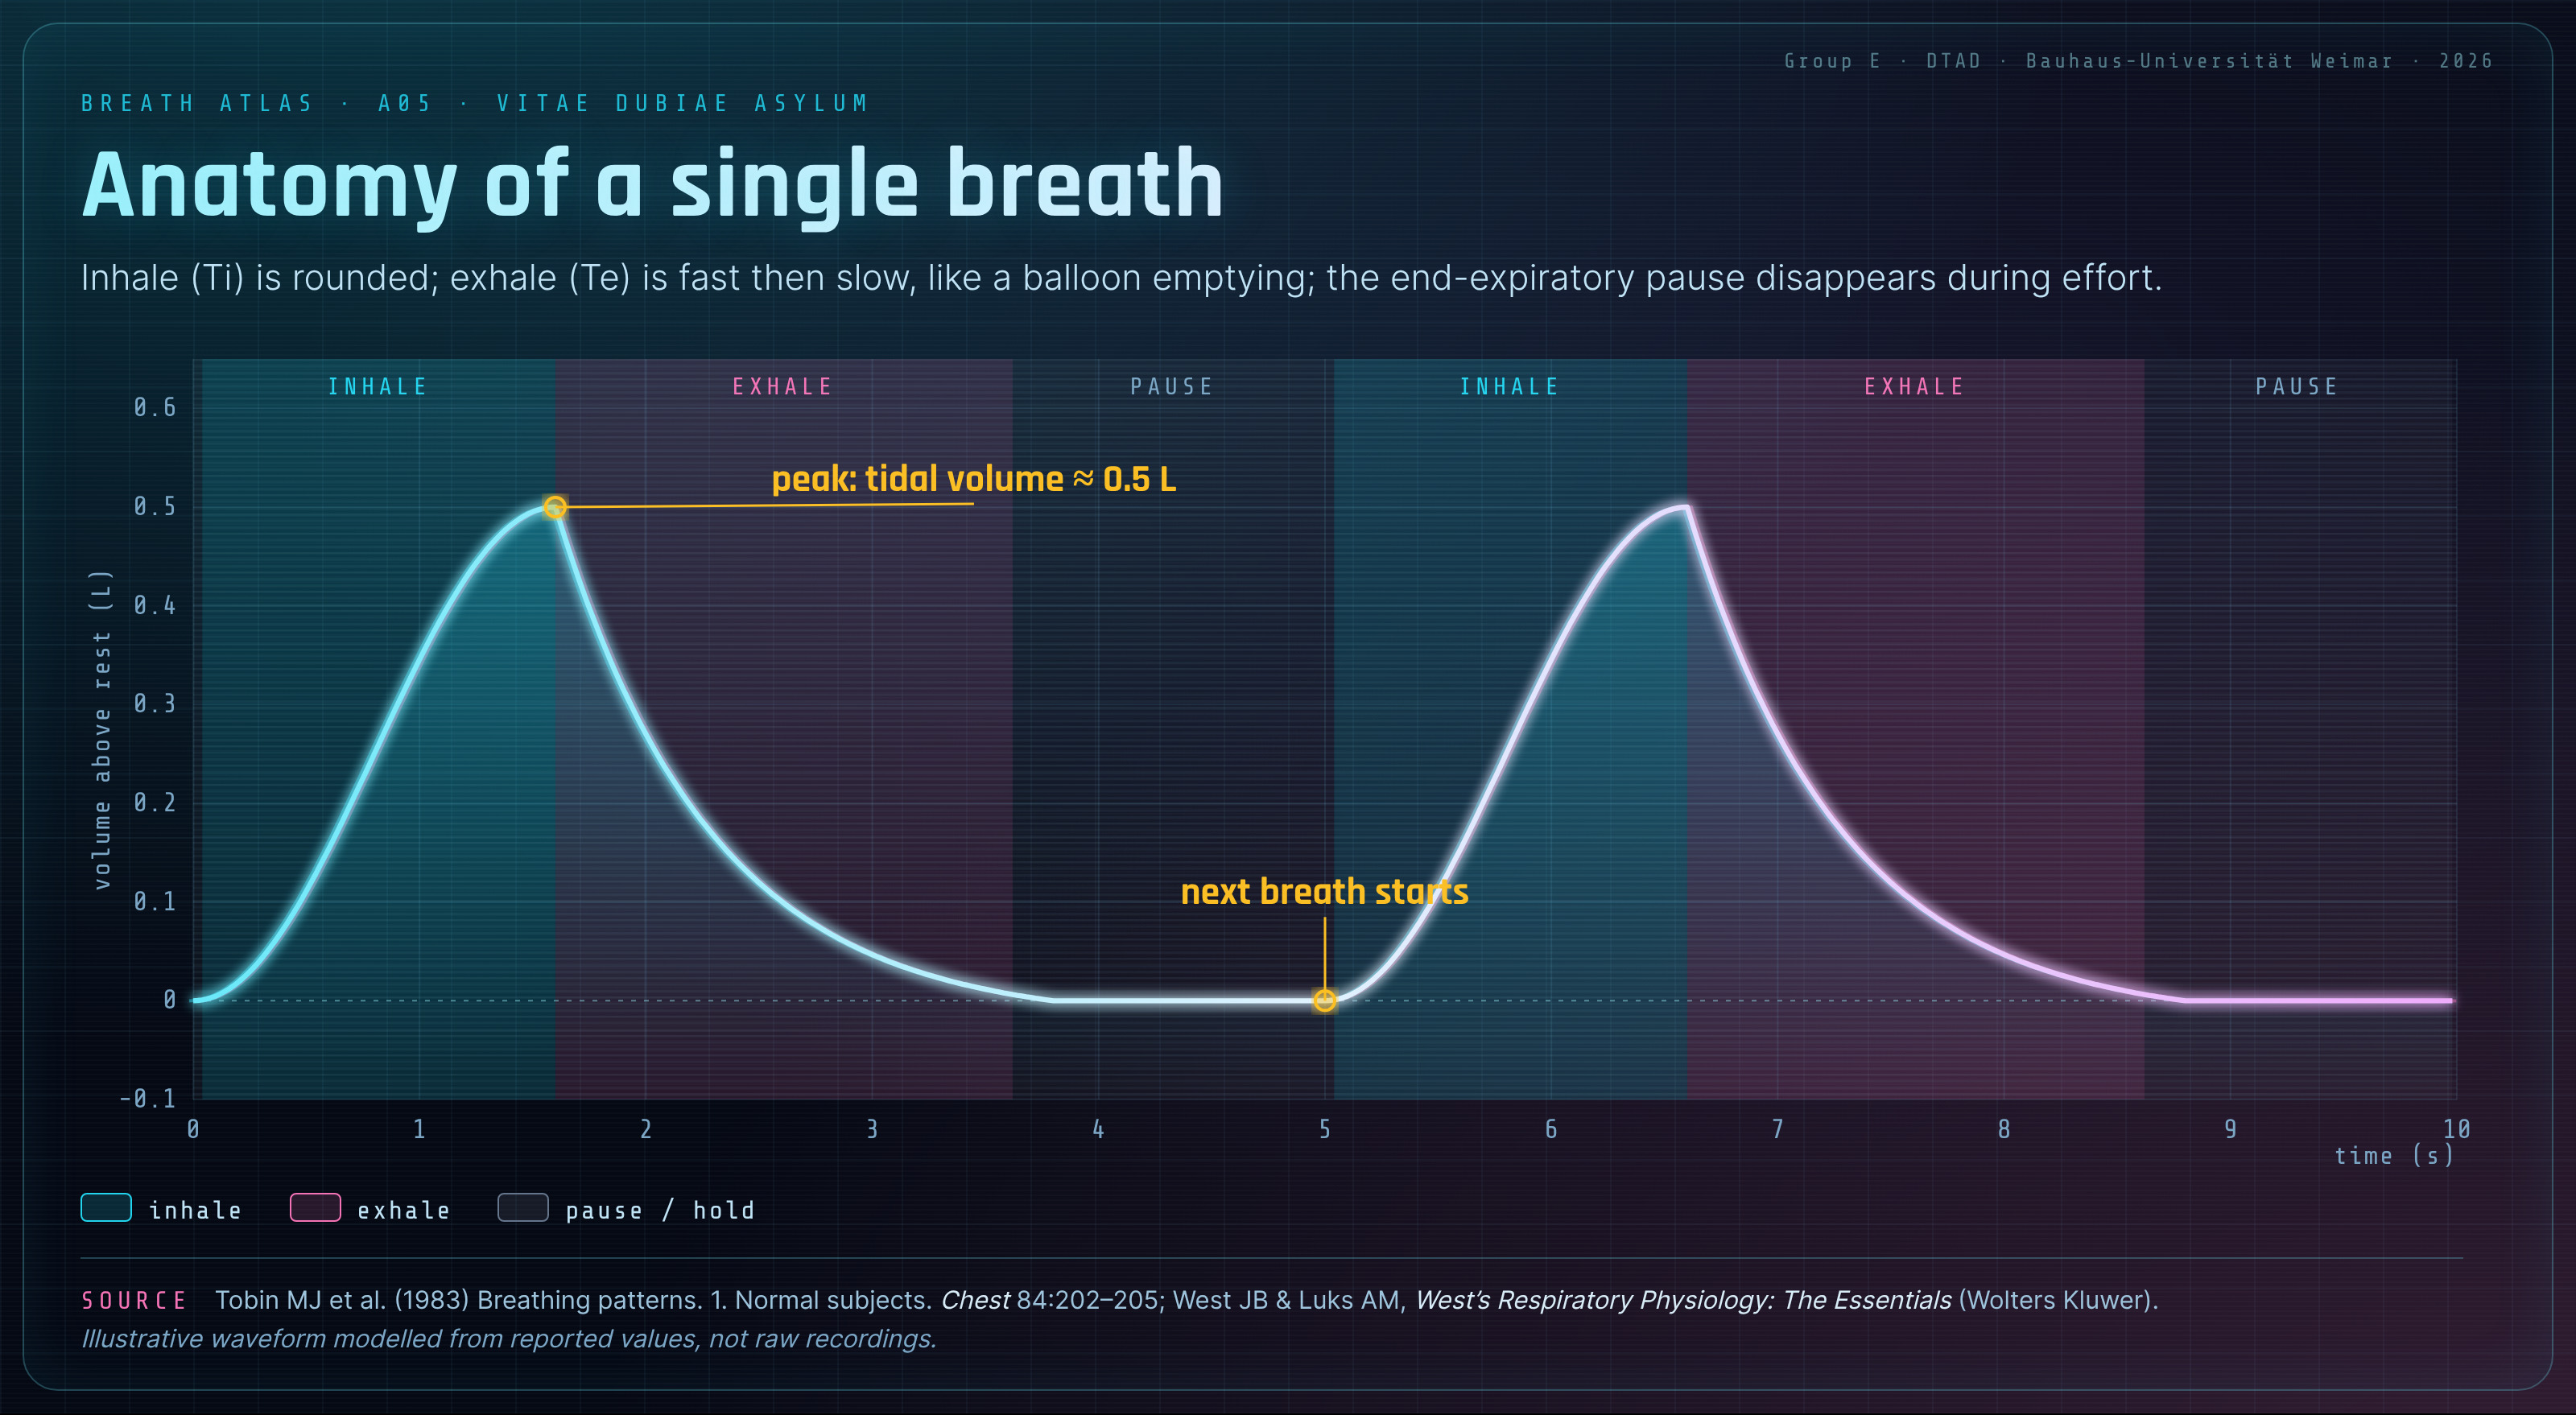 Group E · DTAD · Bauhaus-Universität Weimar · 2026
BREATH ATLAS · A05 · VITAE DUBIAE ASYLUM
Anatomy of a single breath
Inhale (Ti) is rounded; exhale (Te) is fast then slow, like a balloon emptying; the end-expiratory pause disappears during effort.
INHALE EXHALE PAUSE INHALE EXHALE PAUSE
0.6
peak: tidal volume ≈ 0.5 L
0.5
0.4
volume above rest (L)
0.3
0.2
next breath starts
0.1
0
-0.1
0 1 2 3 4 5 6 7 8 9 10
time (s)
inhale exhale pause / hold
SOURCE Tobin MJ et al. (1983) Breathing patterns. 1. Normal subjects. Chest 84:202–205; West JB & Luks AM, West’s Respiratory Physiology: The Essentials (Wolters Kluwer).
Illustrative waveform modelled from reported values, not raw recordings.